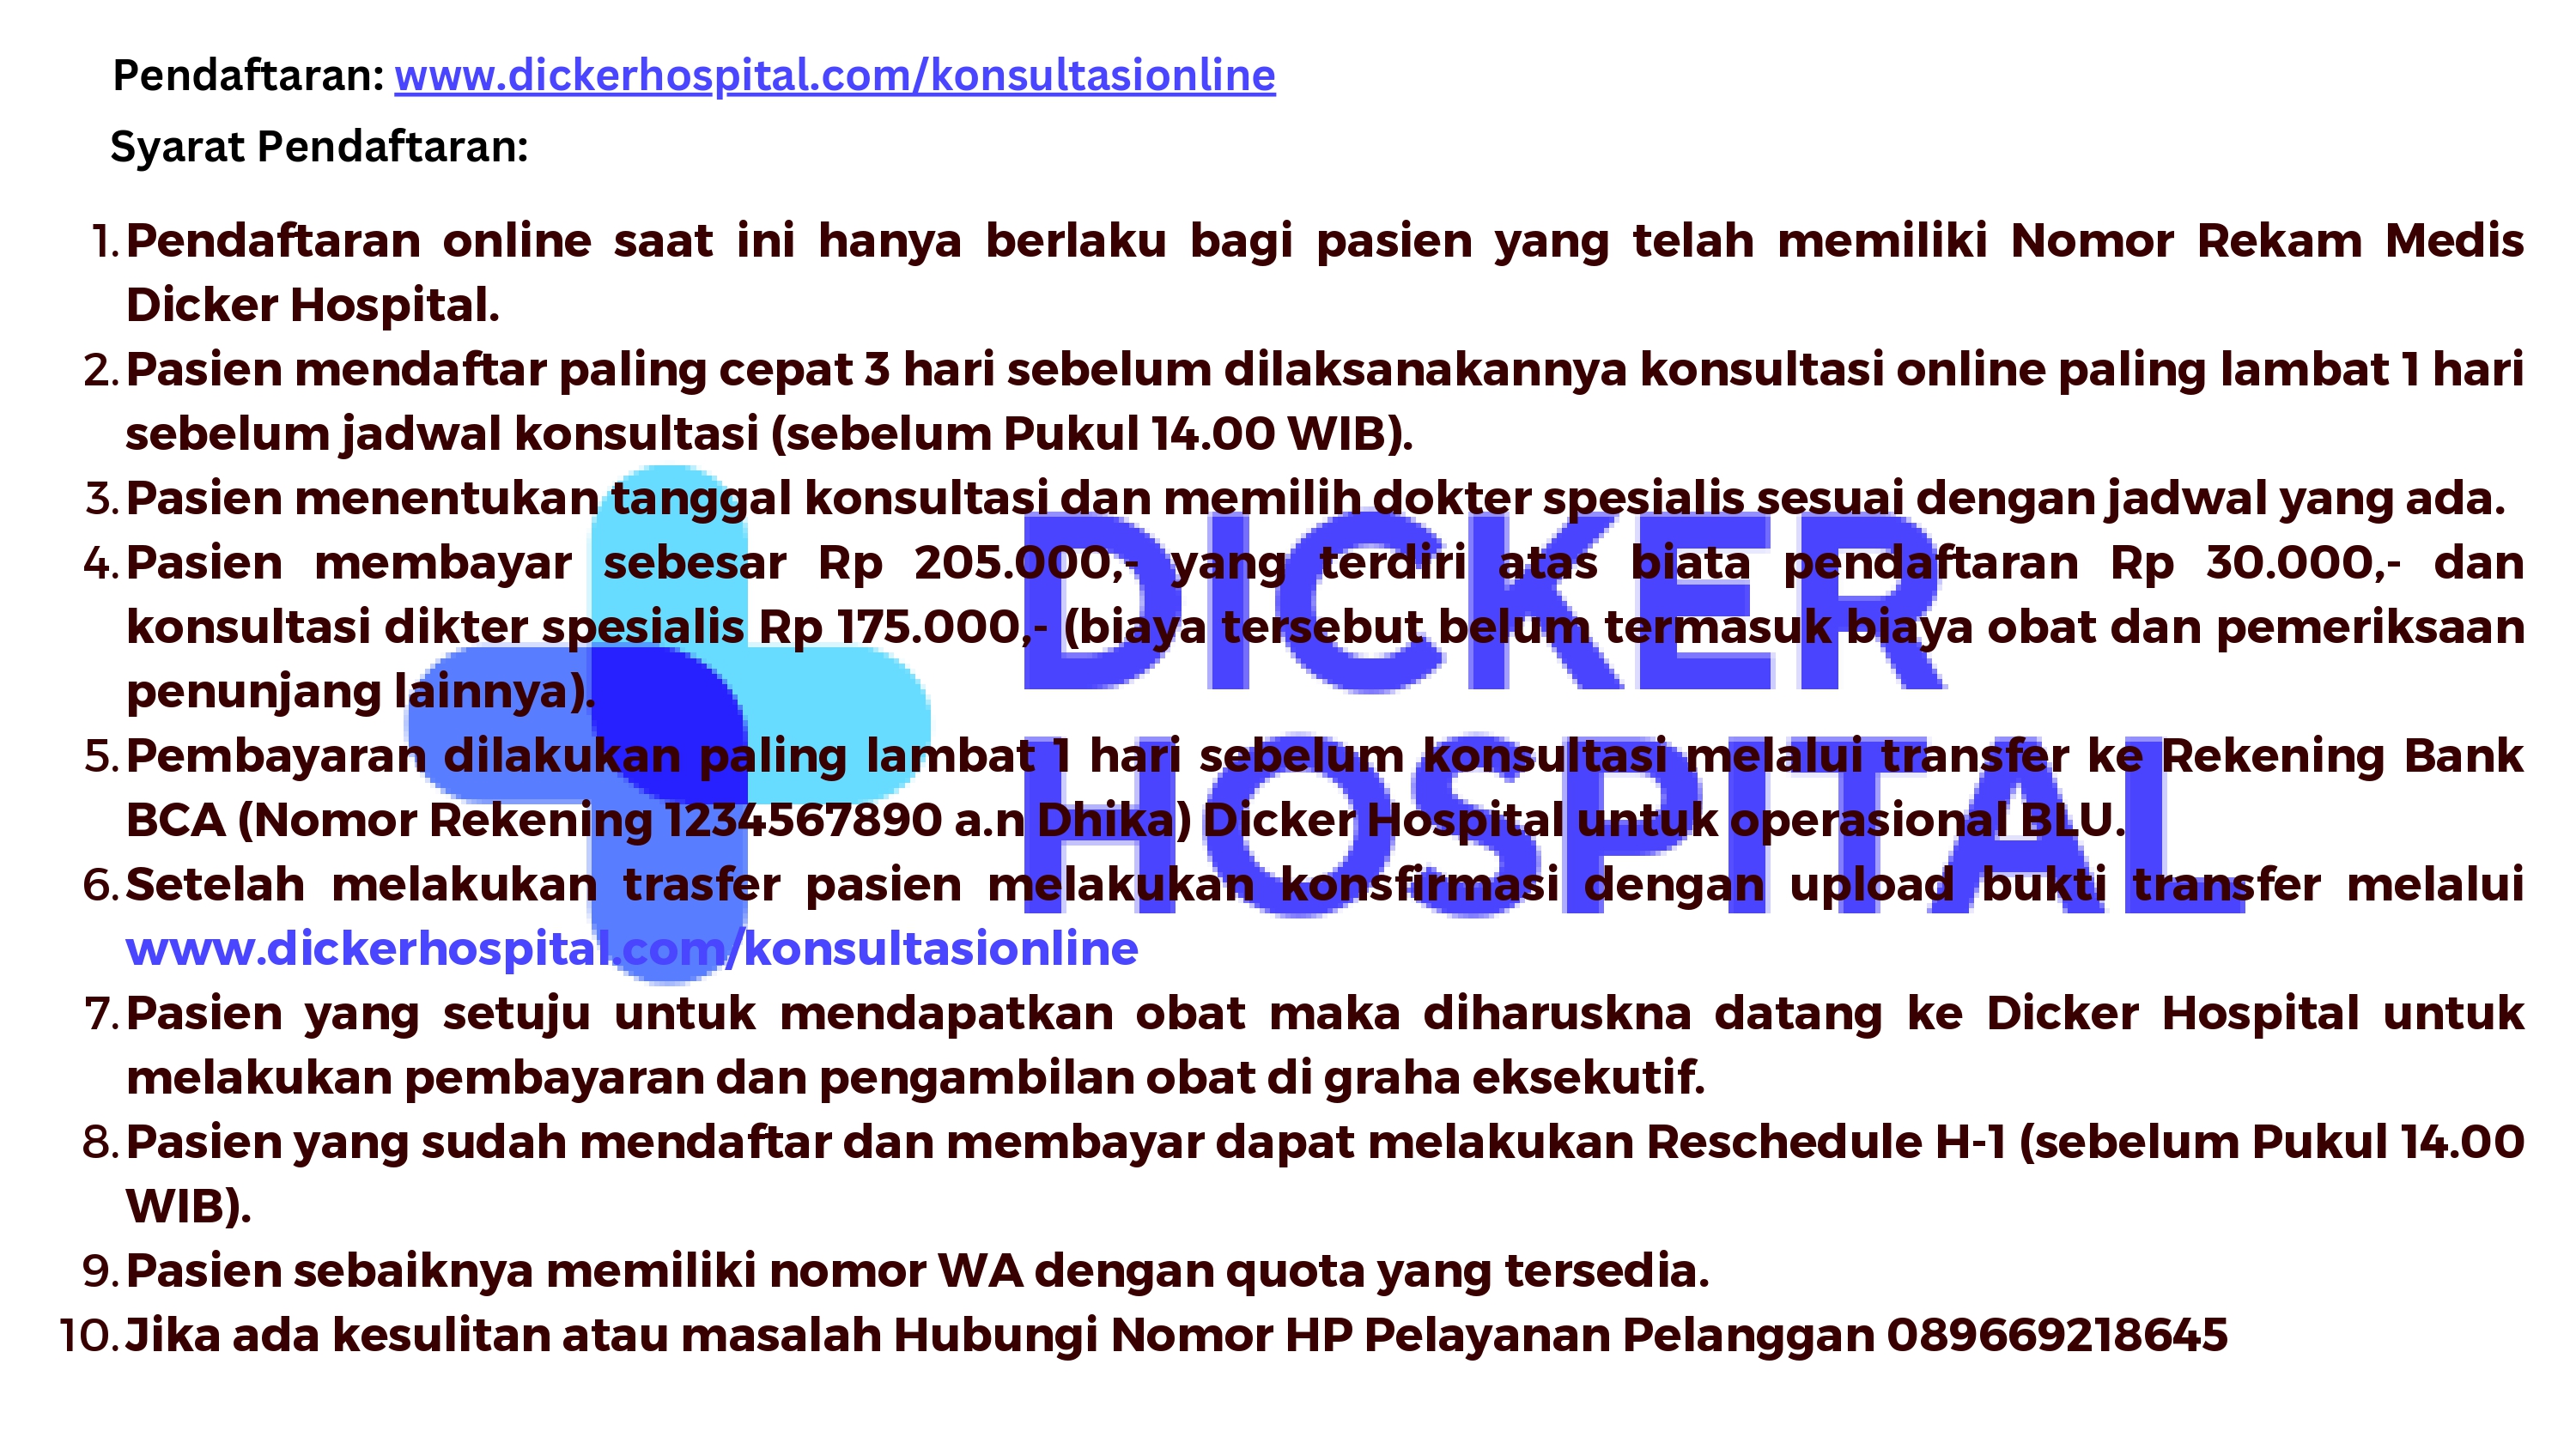 Pendaftaran: www.dickerhospital.com/konsultasionline
Syarat Pendaftaran:
1. Pendaftaran online saat ini hanya berlaku bagi pasien yang telah memiliki Nomor Rekam Medis
Dicker Hospital.
2. Pasien mendaftar paling cepat 3 hari sebelum dilaksanakannya konsultasi online paling lambat 1 hari
sebelum jadwal konsultasi (sebelum Pukul 14.00 WIB).
3. Pasien menentukan tanggal konsultasi dan memilih dokter spesialis sesuai dengan jadwal yang ada.
4. Pasien membayar sebesar Rp 205.000,- yang terdiri atas biata pendaftaran Rp 30.000,- dan
konsultasi dikter spesialis Rp 175.000,- (biaya tersebut belum termasuk biaya obat dan pemeriksaan
penunjang lainnya).
5. Pembayaran dilakukan paling lambat 1 hari sebelum konsultasi melalui transfer ke Rekening Bank
BCA (Nomor Rekening 1234567890 a.n Dhika) Dicker Hospital untuk operasional BLU.
6. Setelah melakukan trasfer pasien melakukan konsfirmasi dengan upload bukti transfer melalui
www.dickerhospital.com/konsultasionline
7. Pasien yang setuju untuk mendapatkan obat maka diharuskna datang ke Dicker Hospital untuk
melakukan pembayaran dan pengambilan obat di graha eksekutif.
8. Pasien yang sudah mendaftar dan membayar dapat melakukan Reschedule H-1 (sebelum Pukul 14.00
WIB).
9. Pasien sebaiknya memiliki nomor WA dengan quota yang tersedia.
10. Jika ada kesulitan atau masalah Hubungi Nomor HP Pelayanan Pelanggan 089669218645
DICKER
HOSPITAL